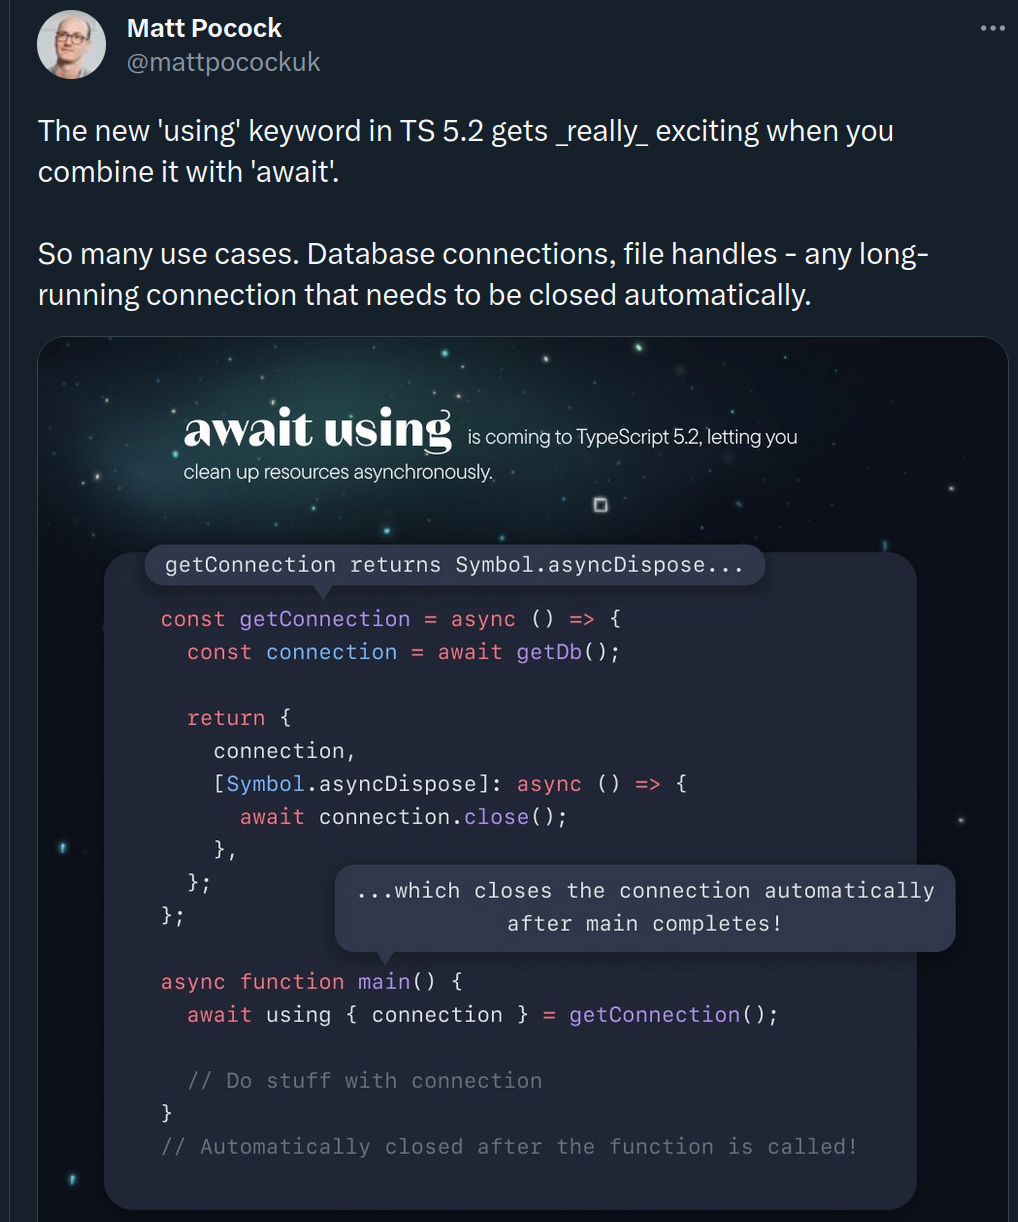 Matt Pocock
@mattpocockuk
The new 'using' keyword in TS 5.2 gets _really_ exciting when you
combine it with 'await'.
So many use cases. Database connections, file handles - any long-
running connection that needs to be closed automatically.
await using is coming to TypeScript 5.2, letting you
clean up resources asynchronously.
getConnection returns Symbol.asyncDispose...
const getConnection = async () => {
  const connection = await getDb();
  return {
    connection,
    [Symbol.asyncDispose]: async () => {
      await connection.close();
    },
  };
};
...which closes the connection automatically
after main completes!
async function main() {
  await using { connection } = getConnection();
  // Do stuff with connection
}
// Automatically closed after the function is called!